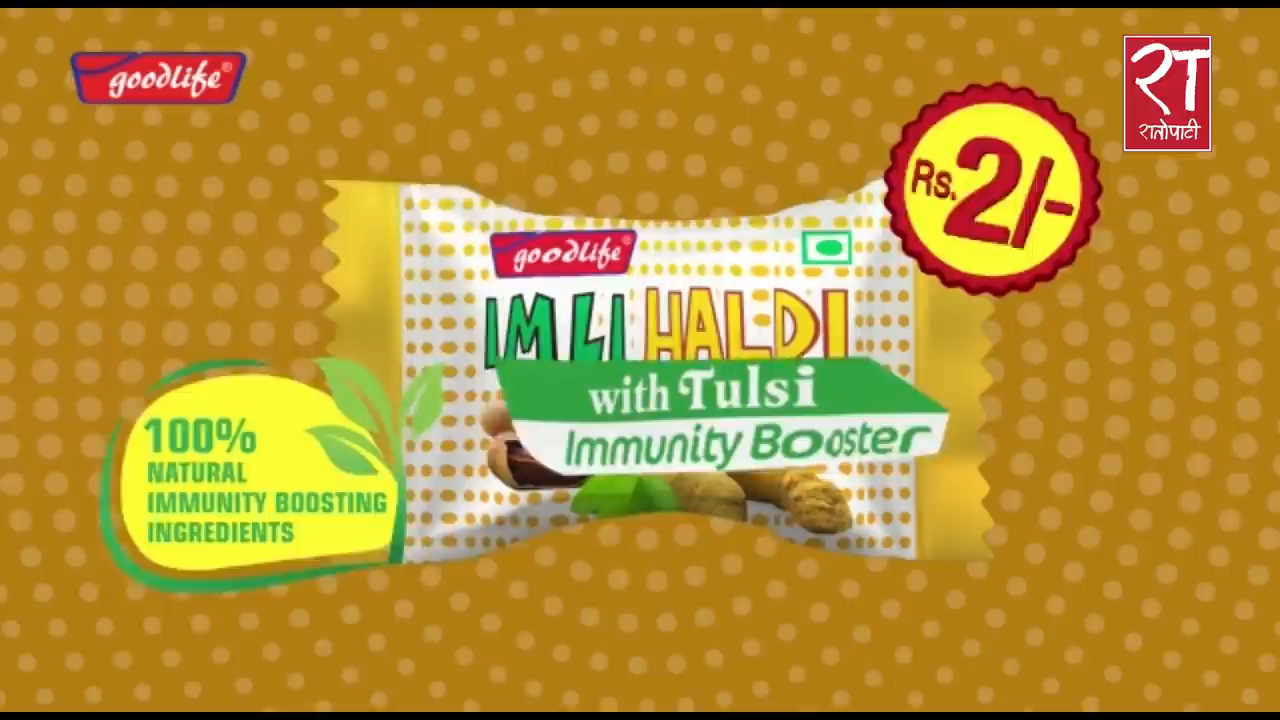 goodlife®
रा
रातोपाटी
Rs. 2/-
goodlife®
IMLI HALDI
with Tulsi
Immunity Booster
100%
NATURAL
IMMUNITY BOOSTING
INGREDIENTS